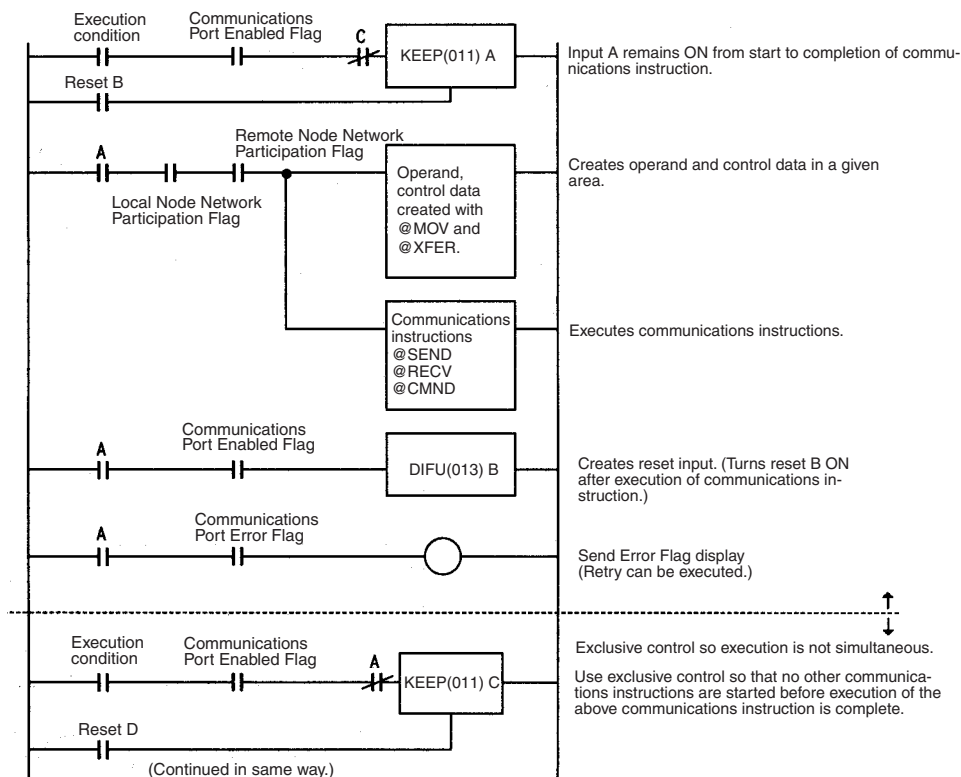 Execution
condition
Communications
Port Enabled Flag
C
KEEP(011) A
Input A remains ON from start to completion of commu-
nications instruction.
Reset B
A
Remote Node Network
Participation Flag
Local Node Network
Participation Flag
Operand,
control data
created with
@MOV and
@XFER.
Creates operand and control data in a given
area.
Communications
instructions
@SEND
@RECV
@CMND
Executes communications instructions.
A
Communications
Port Enabled Flag
DIFU(013) B
Creates reset input. (Turns reset B ON
after execution of communications in-
struction.)
A
Communications
Port Error Flag
Send Error Flag display
(Retry can be executed.)
Exclusive control so execution is not simultaneous.
Execution
condition
Communications
Port Enabled Flag
A
KEEP(011) C
Use exclusive control so that no other communica-
tions instructions are started before execution of the
above communications instruction is complete.
Reset D
(Continued in same way.)